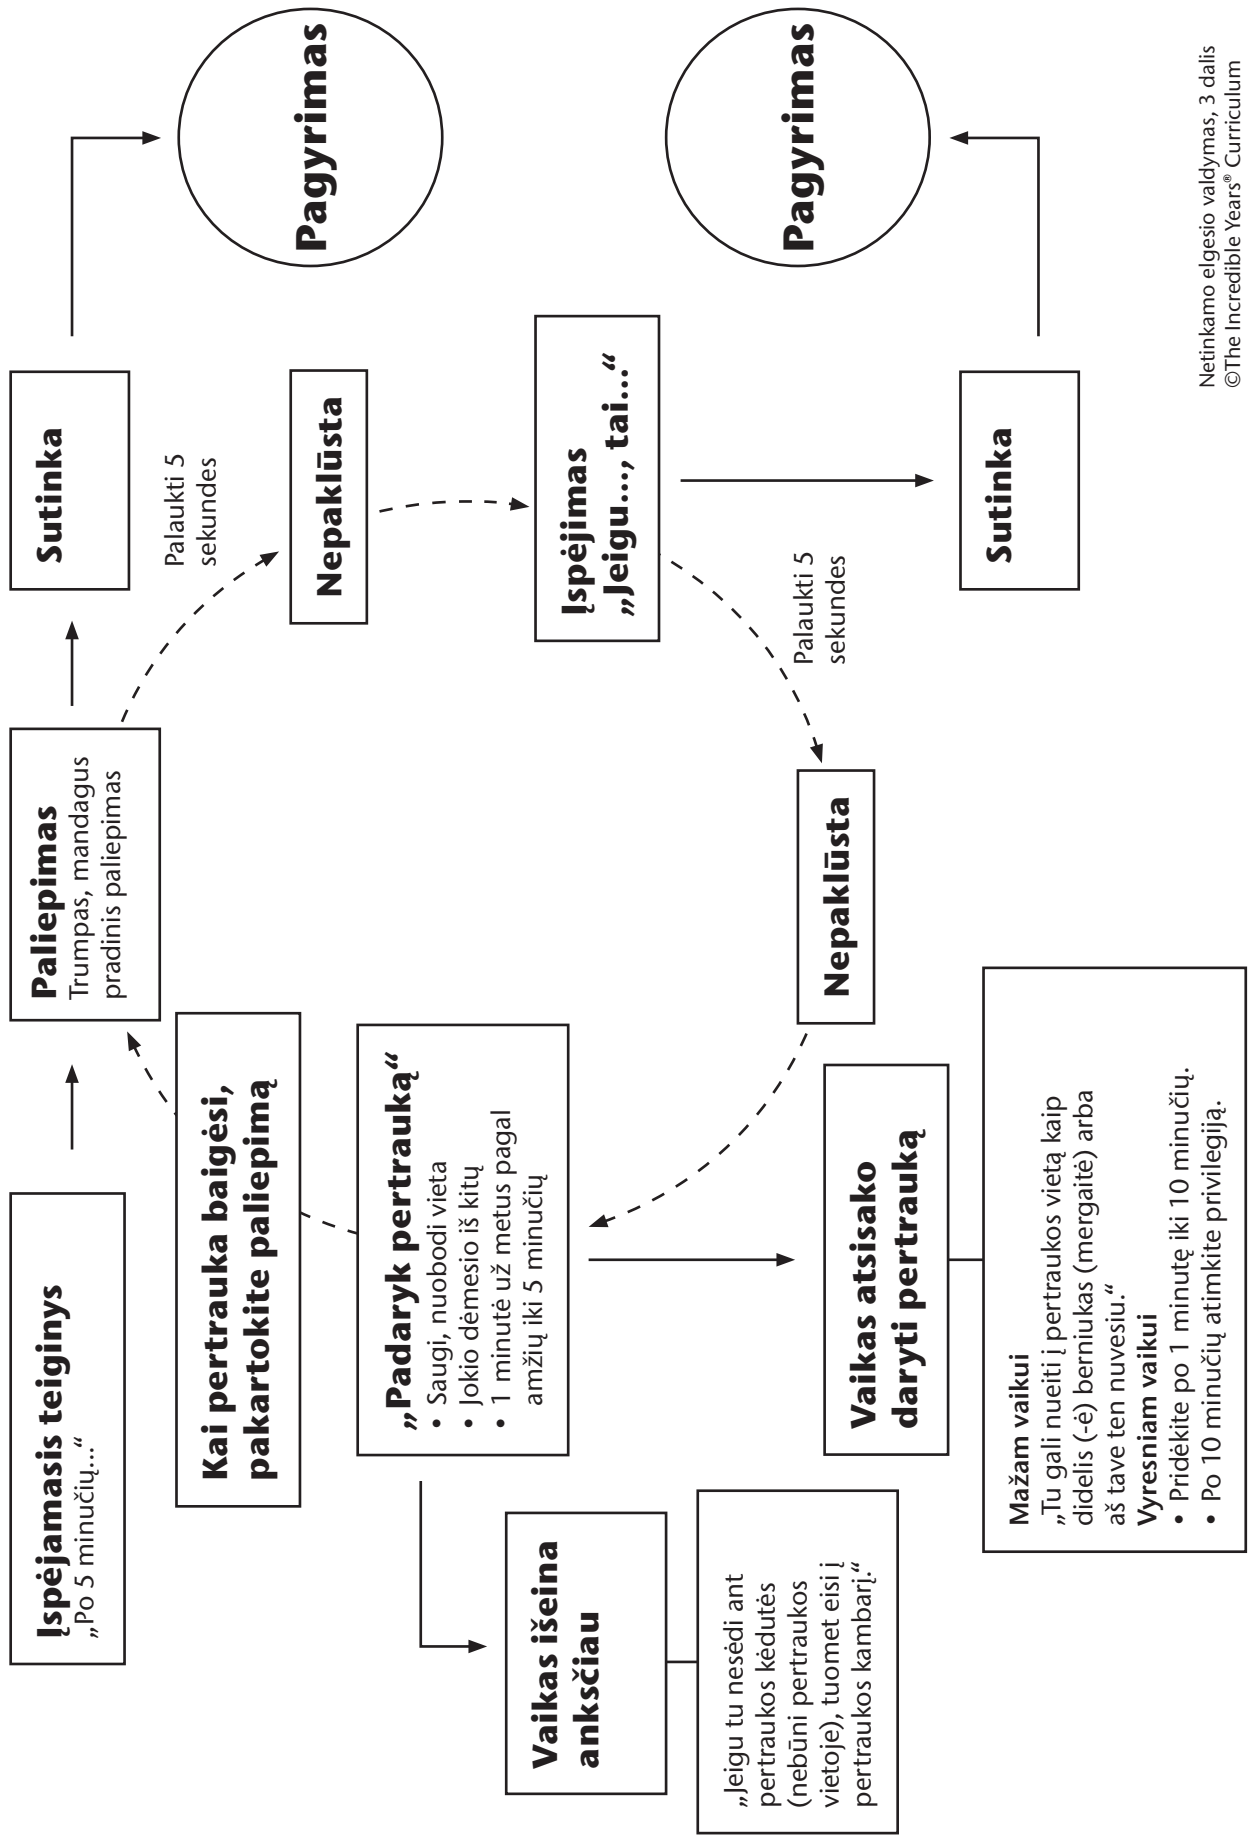 Įspėjamasis teiginys
„Po 5 minučių...“
Paliepimas
Trumpas, mandagus
pradinis paliepimas
Sutinka
Pagyrimas
Palaukti 5
sekundes
Nepaklūsta
Įspėjimas
„Jeigu..., tai...“
Sutinka
Pagyrimas
Palaukti 5
sekundes
Nepaklūsta
Kai pertrauka baigėsi,
pakartokite paliepimą
„Padaryk pertrauką“
• Saugi, nuobodi vieta
• Jokio dėmesio iš kitų
• 1 minutė už metus pagal
amžių iki 5 minučių
Vaikas išeina
anksčiau
„Jeigu tu nesėdi ant
pertraukos kėdutės
(nebūni pertraukos
vietoje), tuomet eisi į
pertraukos kambarį.“
Vaikas atsisako
daryti pertrauką
Mažam vaikui
„Tu gali nueiti į pertraukos vietą kaip
didelis (-ė) berniukas (mergaitė) arba
aš tave ten nuvesiu.“
Vyresniam vaikui
• Pridėkite po 1 minutę iki 10 minučių.
• Po 10 minučių atimkite privilegiją.
Netinkamo elgesio valdymas, 3 dalis
©The Incredible Years® Curriculum